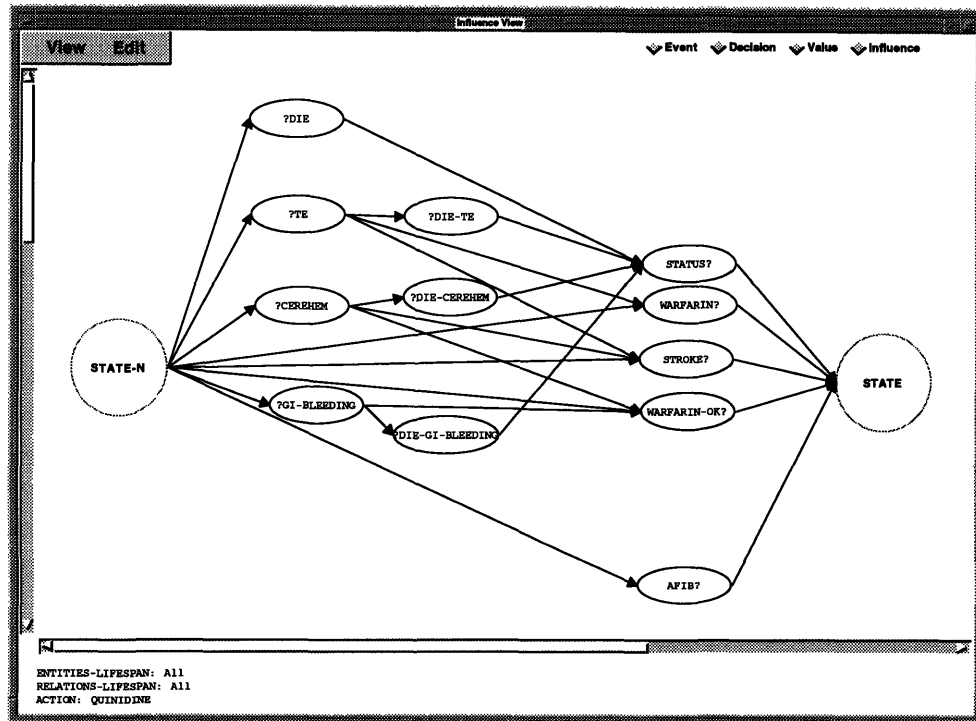 Influence View
View Edit
Event Decision Value Influence
?DIE
?TE
?DIE-TE
STATUS?
?CEREHEM
?DIE-CEREHEM
WARFARIN?
STATE-N
STROKE?
STATE
?GI-BLEEDING
WARFARIN-OK?
?DIE-GI-BLEEDING
AFIB?
ENTITIES-LIFESPAN: All
RELATIONS-LIFESPAN: All
ACTION: QUINIDINE